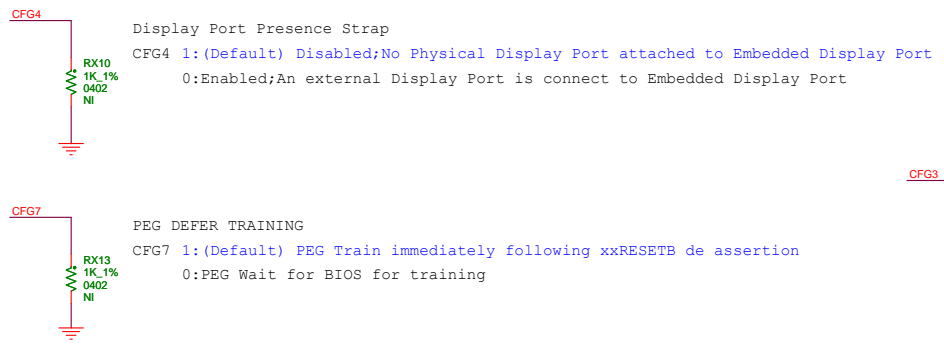 CFG4
Display Port Presence Strap
CFG4 1:(Default) Disabled;No Physical Display Port attached to Embedded Display Port
0:Enabled;An external Display Port is connect to Embedded Display Port
RX10
1K_1%
0402
NI
CFG3
CFG7
PEG DEFER TRAINING
CFG7 1:(Default) PEG Train immediately following xxRESETB de assertion
0:PEG Wait for BIOS for training
RX13
1K_1%
0402
NI